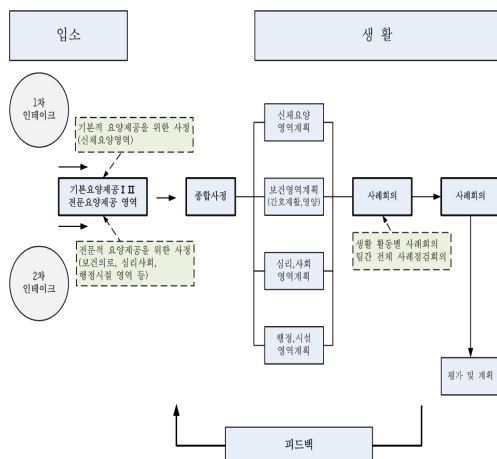 입소
생 활
1차
인테이크
기본적 요양제공을 위한 사정
(신체요양영역)
기본요양제공ⅠⅡ
전문요양제공 영역
전문적 요양제공을 위한 사정
(보건의료, 심리사회,
행정시설 영역 등)
2차
인테이크
종합사정
신체요양
영역계획
보건영역계획
(간호재활,영양)
심리,사회
영역계획
행정,시설
영역계획
사례회의
생활 활동별 사례회의
팀간 전체 사례점검회의
사례회의
평가 및 계획
피드백